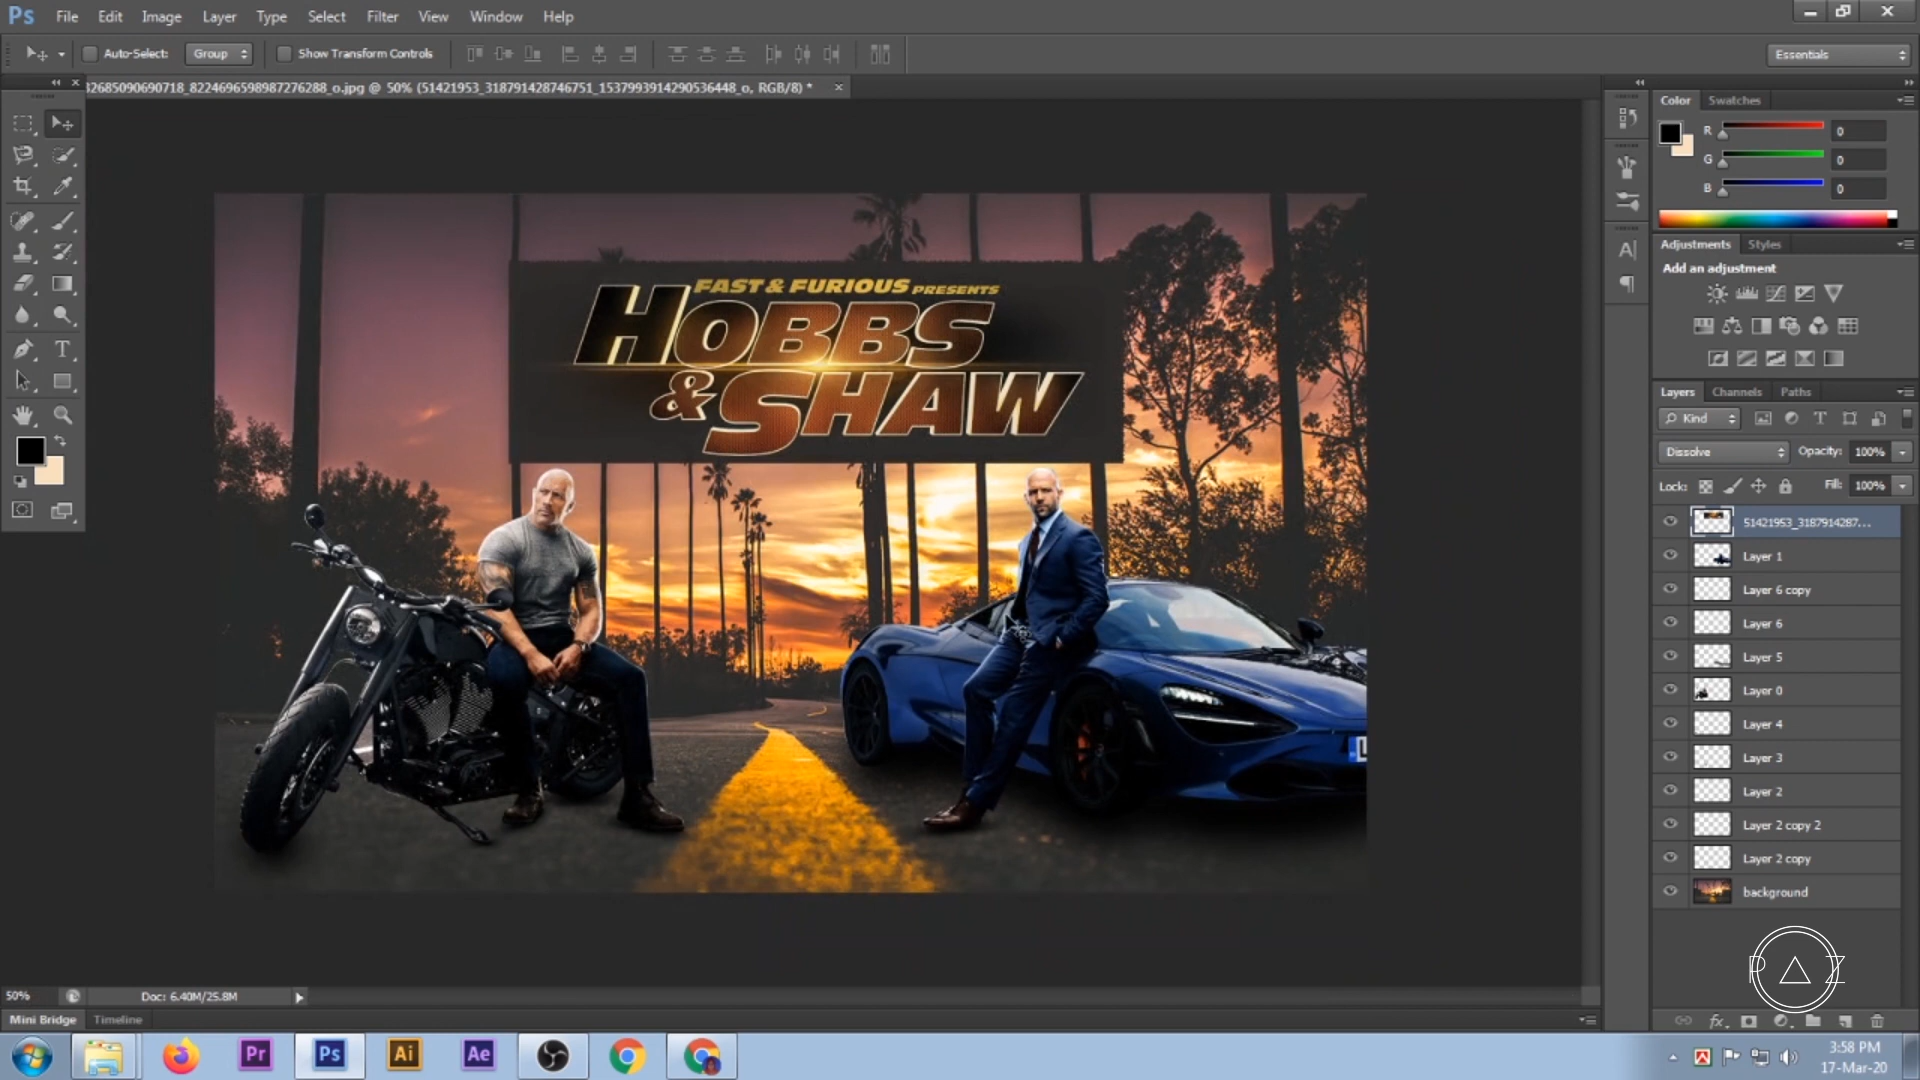 Ps File Edit Image Layer Type Select Filter View Window Help
Auto-Select: Group Show Transform Controls Essentials
32685090690718_8224696598987276288_o.jpg @ 50% (51421953_318791428746751_1537993914290536448_o, RGB/8) * ×
Color Swatches
R 0
G 0
B 0
Adjustments Styles
Add an adjustment
FAST & FURIOUS PRESENTS
HOBBS
& SHAW
Layers Channels Paths
Kind
Dissolve Opacity: 100%
Lock: Fill: 100%
51421953_3187914287...
Layer 1
Layer 6 copy
Layer 6
Layer 5
Layer 0
Layer 4
Layer 3
Layer 2
Layer 2 copy 2
Layer 2 copy
background
P Z
50% Doc: 6.40M/25.8M
Mini Bridge Timeline
fx
Pr Ps Ai Ae
3:58 PM
17-Mar-20